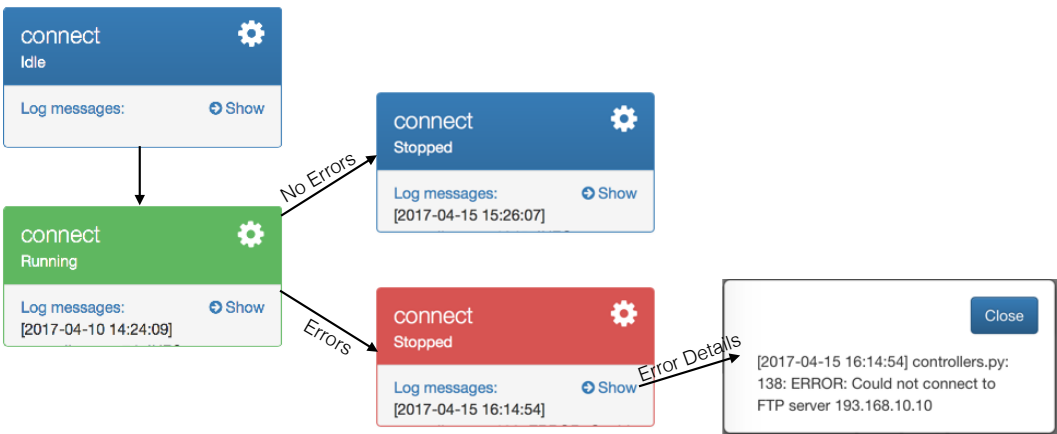 connect
Idle
Log messages:
Show
connect
Running
Log messages:
Show
[2017-04-10 14:24:09]
No Errors
Errors
connect
Stopped
Log messages:
Show
[2017-04-15 15:26:07]
connect
Stopped
Log messages:
Show
[2017-04-15 16:14:54]
Error Details
Close
[2017-04-15 16:14:54] controllers.py:
138: ERROR: Could not connect to
FTP server 193.168.10.10